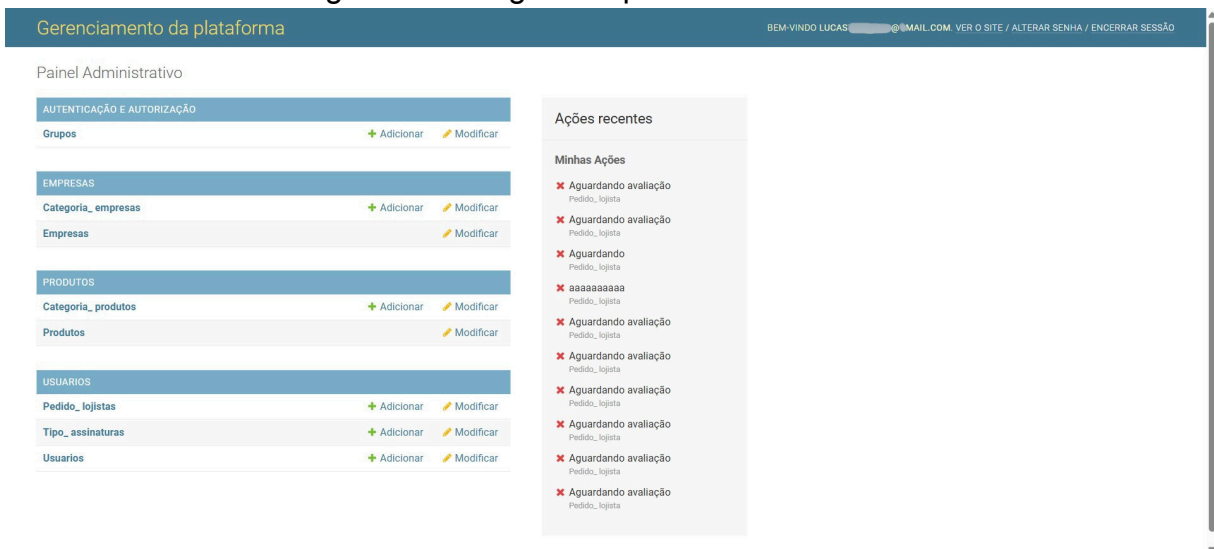 Gerenciamento da plataforma
BEM-VINDO LUCAS @ MAIL.COM. VER O SITE / ALTERAR SENHA / ENCERRAR SESSÃO
Painel Administrativo
AUTENTICAÇÃO E AUTORIZAÇÃO
Grupos + Adicionar Modificar
EMPRESAS
Categoria_ empresas + Adicionar Modificar
Empresas Modificar
PRODUTOS
Categoria_ produtos + Adicionar Modificar
Produtos Modificar
USUARIOS
Pedido_ lojistas + Adicionar Modificar
Tipo_ assinaturas + Adicionar Modificar
Usuarios + Adicionar Modificar
Ações recentes
Minhas Ações
Aguardando avaliação
Pedido_ lojista
Aguardando avaliação
Pedido_ lojista
Aguardando
Pedido_ lojista
aaaaaaaaaa
Pedido_ lojista
Aguardando avaliação
Pedido_ lojista
Aguardando avaliação
Pedido_ lojista
Aguardando avaliação
Pedido_ lojista
Aguardando avaliação
Pedido_ lojista
Aguardando avaliação
Pedido_ lojista
Aguardando avaliação
Pedido_ lojista